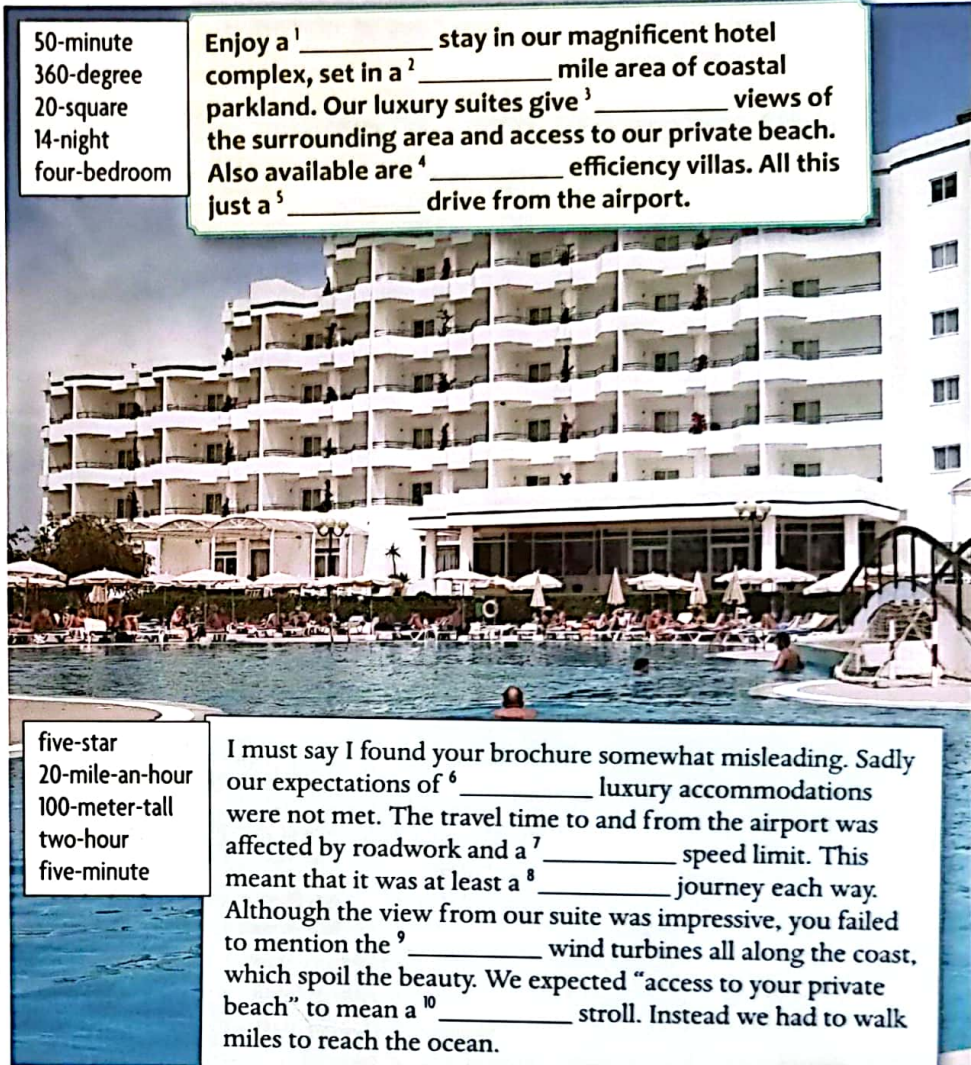 50-minute
360-degree
20-square
14-night
four-bedroom
Enjoy a ¹__________ stay in our magnificent hotel
complex, set in a ²__________ mile area of coastal
parkland. Our luxury suites give ³__________ views of
the surrounding area and access to our private beach.
Also available are ⁴__________ efficiency villas. All this
just a ⁵__________ drive from the airport.
five-star
20-mile-an-hour
100-meter-tall
two-hour
five-minute
I must say I found your brochure somewhat misleading. Sadly
our expectations of ⁶__________ luxury accommodations
were not met. The travel time to and from the airport was
affected by roadwork and a ⁷__________ speed limit. This
meant that it was at least a ⁸__________ journey each way.
Although the view from our suite was impressive, you failed
to mention the ⁹__________ wind turbines all along the coast,
which spoil the beauty. We expected “access to your private
beach” to mean a ¹⁰__________ stroll. Instead we had to walk
miles to reach the ocean.